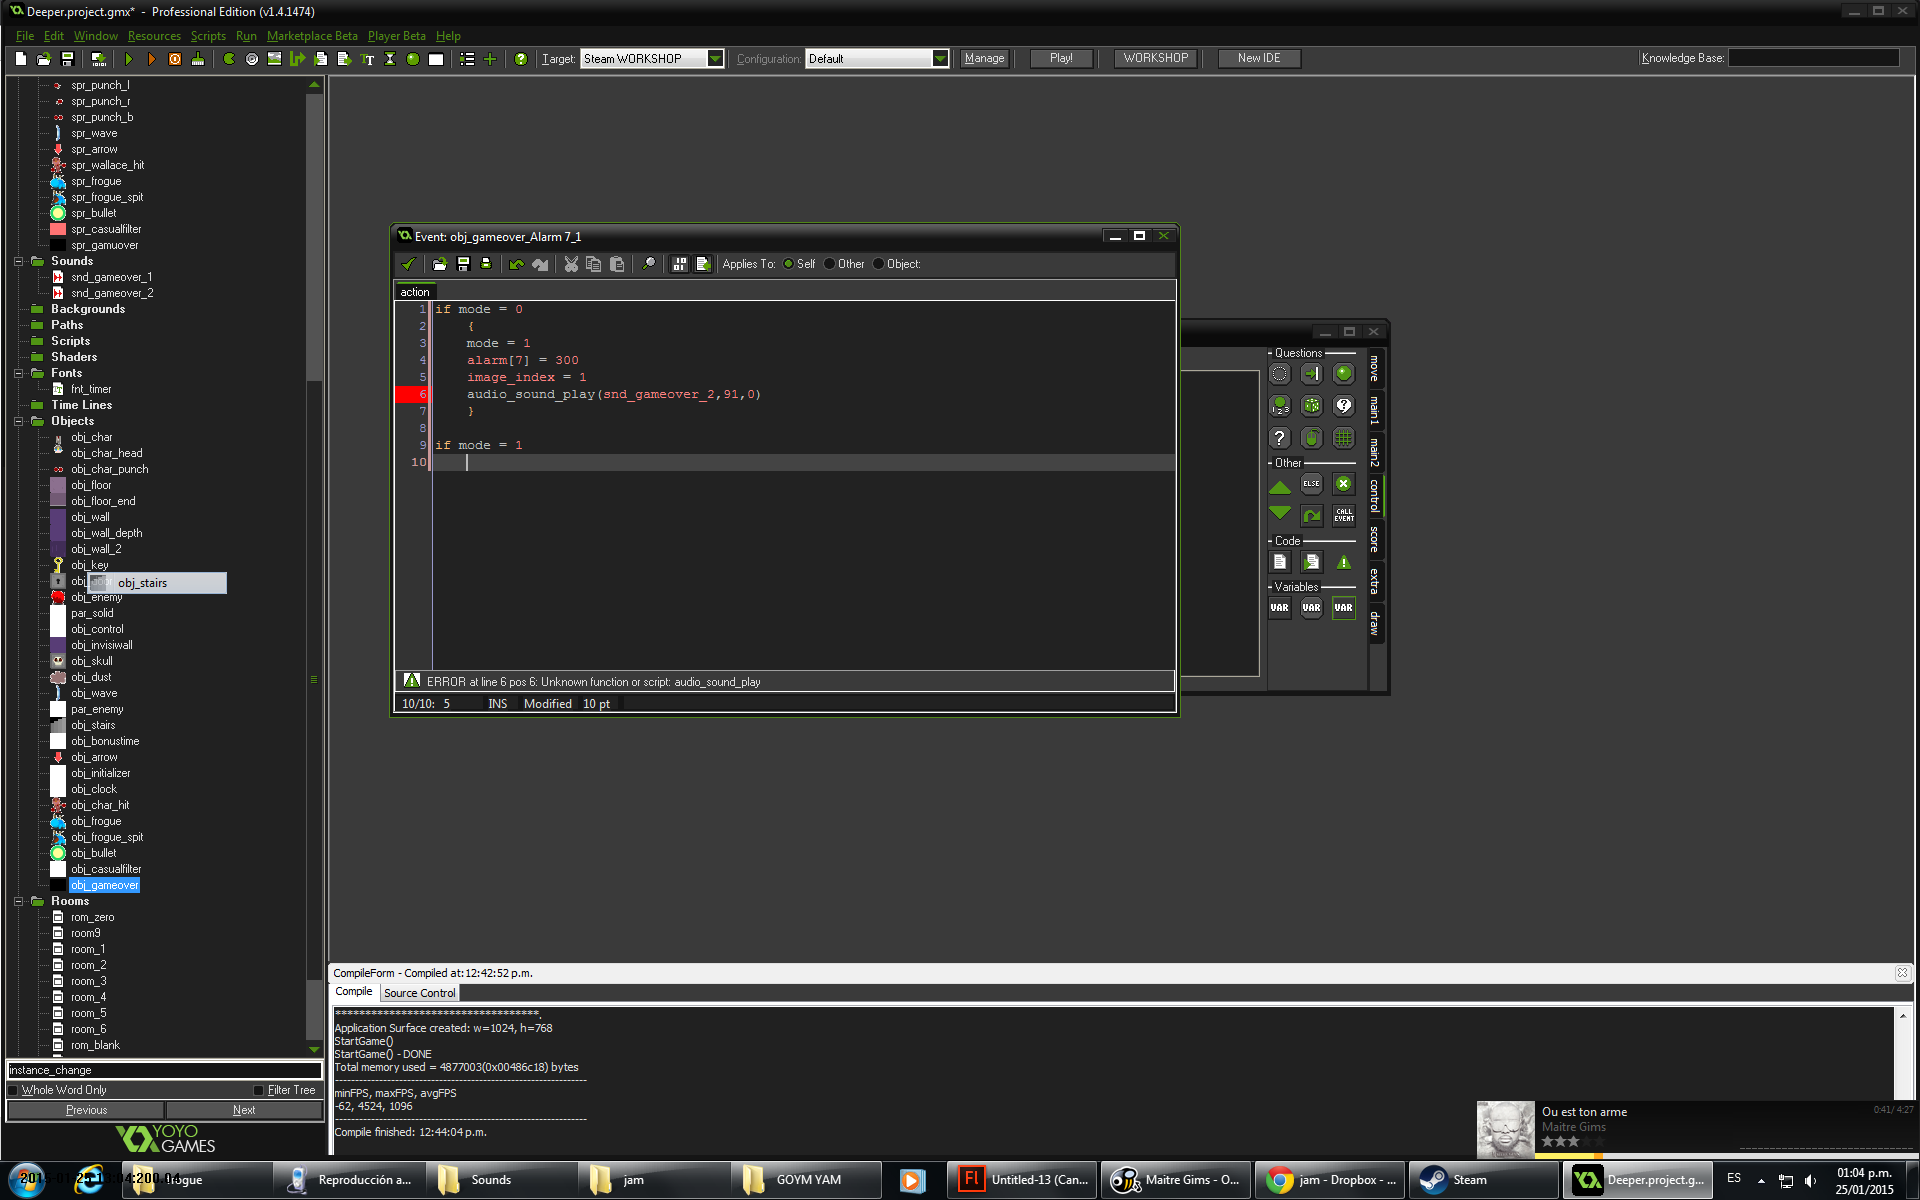 Deeper.project.gmx* - Professional Edition (v1.4.1474)
File Edit Window Resources Scripts Run Marketplace Beta Player Beta Help
Target: Steam WORKSHOP Configuration: Default Manage Play! WORKSHOP New IDE Knowledge Base:
spr_punch_l
spr_punch_r
spr_punch_b
spr_wave
spr_arrow
spr_wallace_hit
spr_frogue
spr_frogue_spit
spr_bullet
spr_casualfilter
spr_gamuover
Sounds
snd_gameover_1
snd_gameover_2
Backgrounds
Paths
Scripts
Shaders
Fonts
fnt_timer
Time Lines
Objects
obj_char
obj_char_head
obj_char_punch
obj_floor
obj_floor_end
obj_wall
obj_wall_depth
obj_wall_2
obj_key
obj_stairs
obj_enemy
par_solid
obj_control
obj_invisiwall
obj_skull
obj_dust
obj_wave
par_enemy
obj_stairs
obj_bonustime
obj_arrow
obj_initializer
obj_clock
obj_char_hit
obj_frogue
obj_frogue_spit
obj_bullet
obj_casualfilter
obj_gameover
Rooms
rom_zero
room9
room_1
room_2
room_3
room_4
room_5
room_6
rom_blank
instance_change
Whole Word Only Filter Tree
Previous Next
YOYO
GAMES
Event: obj_gameover_Alarm 7_1
Applies To: Self Other Object:
action
1 if mode = 0
2 {
3 mode = 1
4 alarm[7] = 300
5 image_index = 1
6 audio_sound_play(snd_gameover_2,91,0)
7 }
8
9 if mode = 1
10
ERROR at line 6 pos 6: Unknown function or script: audio_sound_play
10/10: 5 INS Modified 10 pt
Questions
Other
ELSE
CALL EVENT
Code
Variables
VAR VAR VAR
move
main1
main2
control
score
extra
draw
CompileForm - Compiled at: 12:42:52 p.m.
Compile Source Control
***********************************.
Application Surface created: w=1024, h=768
StartGame()
StartGame() - DONE
Total memory used = 4877003(0x00486c18) bytes
minFPS, maxFPS, avgFPS
-62, 4524, 1096
Compile finished: 12:44:04 p.m.
Ou est ton arme 0:41/ 4:27
Maitre Gims
Reproducción a... Sounds jam GOYM YAM Untitled-13 (Can... Maitre Gims - O... jam - Dropbox - ... Steam Deeper.project.g... ES 01:04 p.m.
25/01/2015